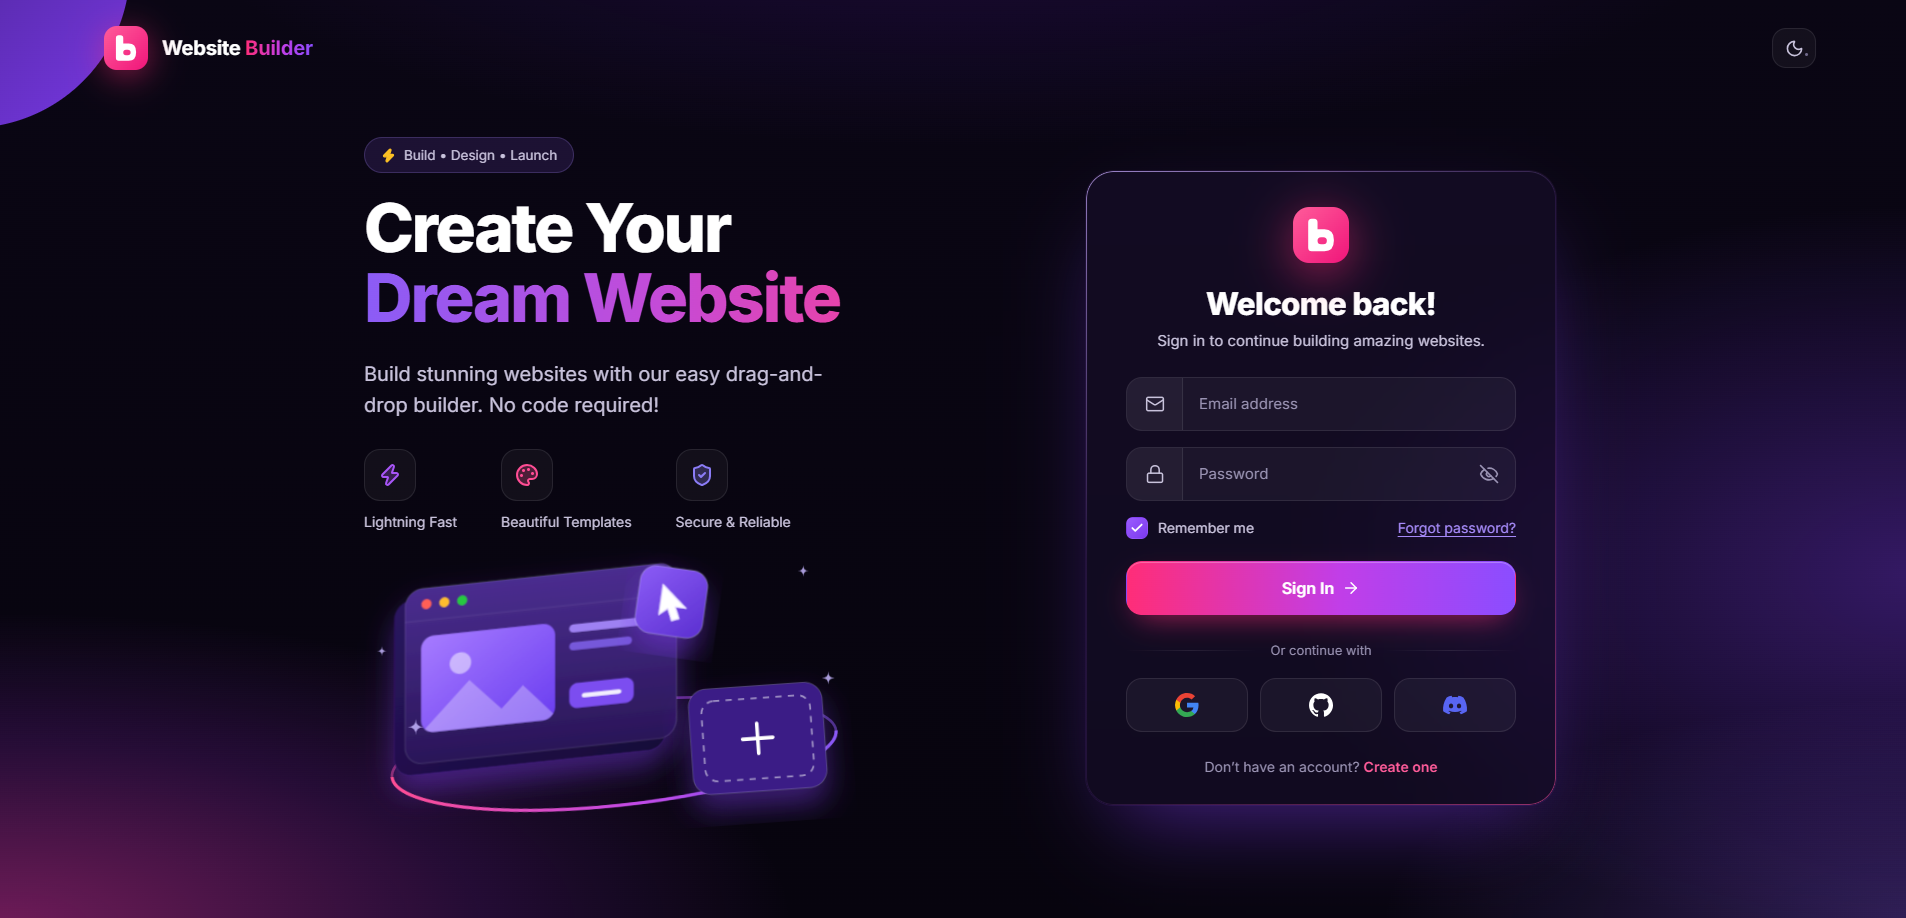 Website Builder
Build • Design • Launch
Create Your
Dream Website
Build stunning websites with our easy drag-and-
drop builder. No code required!
Lightning Fast
Beautiful Templates
Secure & Reliable
Welcome back!
Sign in to continue building amazing websites.
Email address
Password
Remember me
Forgot password?
Sign In →
Or continue with
Don’t have an account? Create one